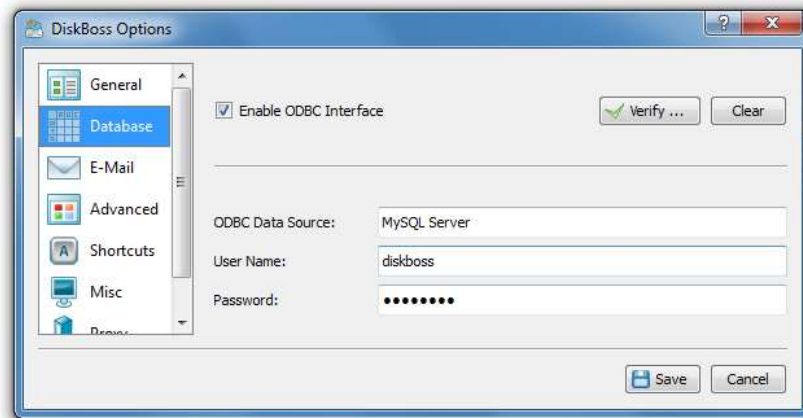 DiskBoss Options
General
Database
E-Mail
Advanced
Shortcuts
Misc
Proxy
Enable ODBC Interface
Verify ...
Clear
ODBC Data Source:
MySQL Server
User Name:
diskboss
Password:
••••••••
Save
Cancel